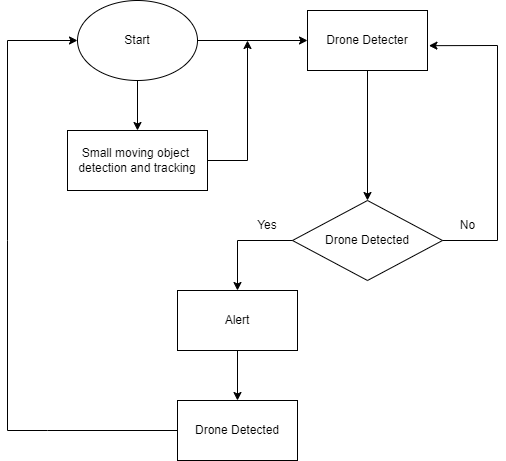 Start
Drone Detecter
Small moving object
detection and tracking
Yes
No
Drone Detected
Alert
Drone Detected